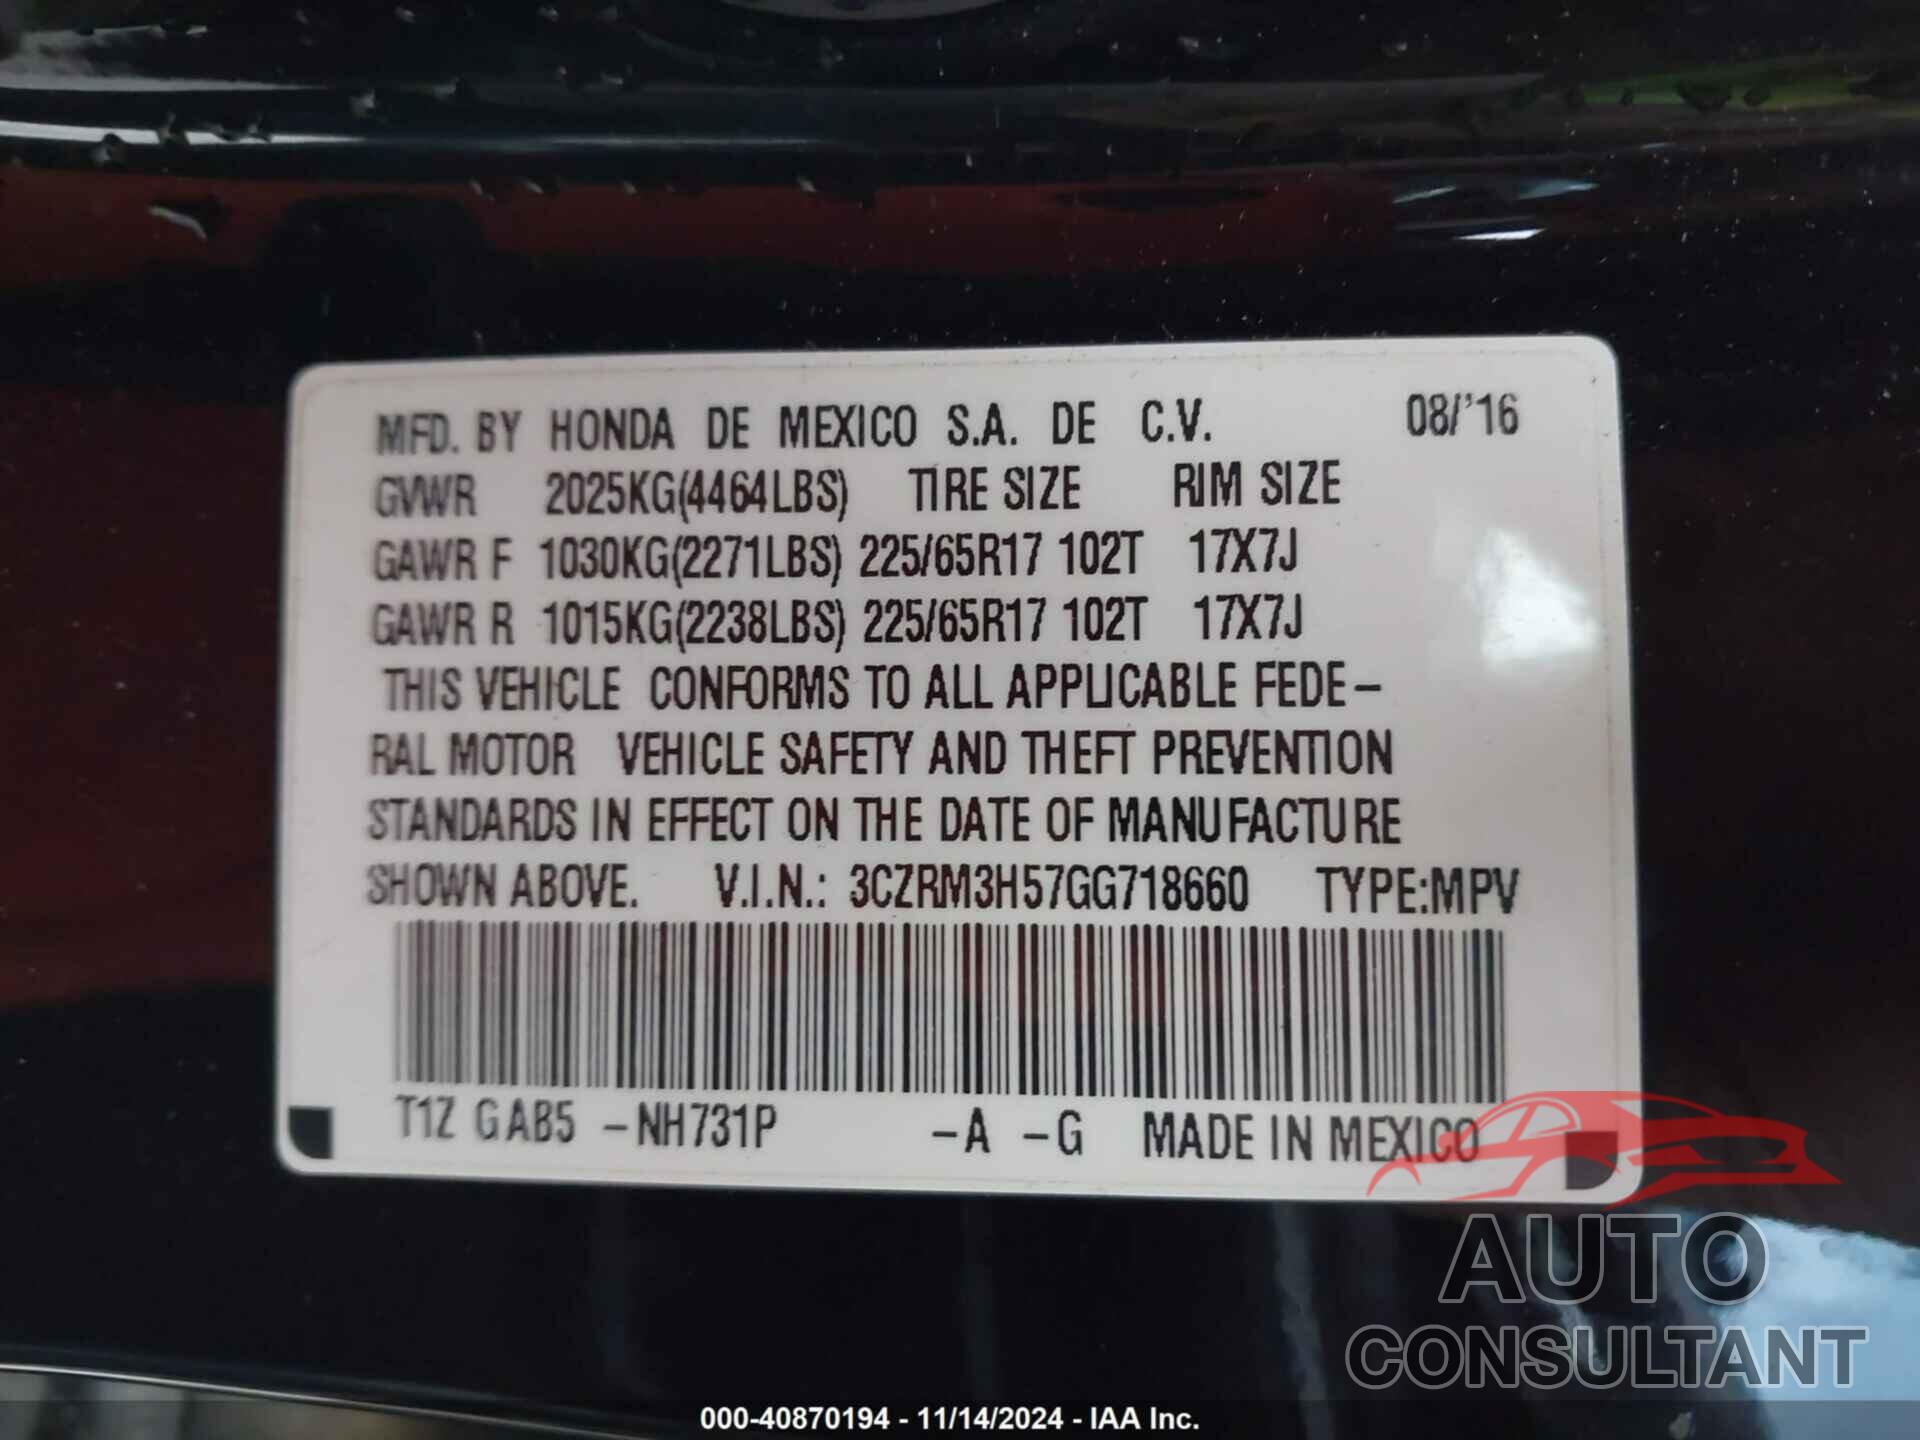 MFD. BY HONDA DE MEXICO S.A. DE C.V. 08/'16
GVWR 2025KG(4464LBS) TIRE SIZE RIM SIZE
GAWR F 1030KG(2271LBS) 225/65R17 102T 17X7J
GAWR R 1015KG(2238LBS) 225/65R17 102T 17X7J
THIS VEHICLE CONFORMS TO ALL APPLICABLE FEDE-
RAL MOTOR VEHICLE SAFETY AND THEFT PREVENTION
STANDARDS IN EFFECT ON THE DATE OF MANUFACTURE
SHOWN ABOVE. V.I.N.: 3CZRM3H57GG718660 TYPE:MPV
T1Z GAB5 -NH731P -A -G MADE IN MEXICO
AUTO
CONSULTANT
000-40870194 - 11/14/2024 - IAA Inc.